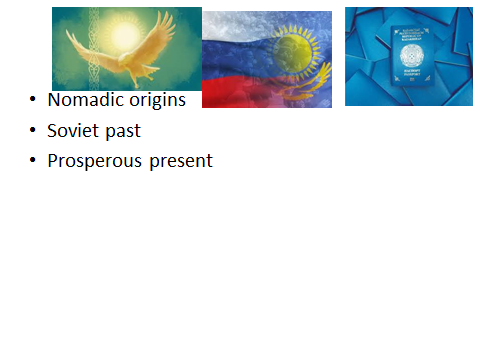 • Nomadic origins
• Soviet past
• Prosperous present